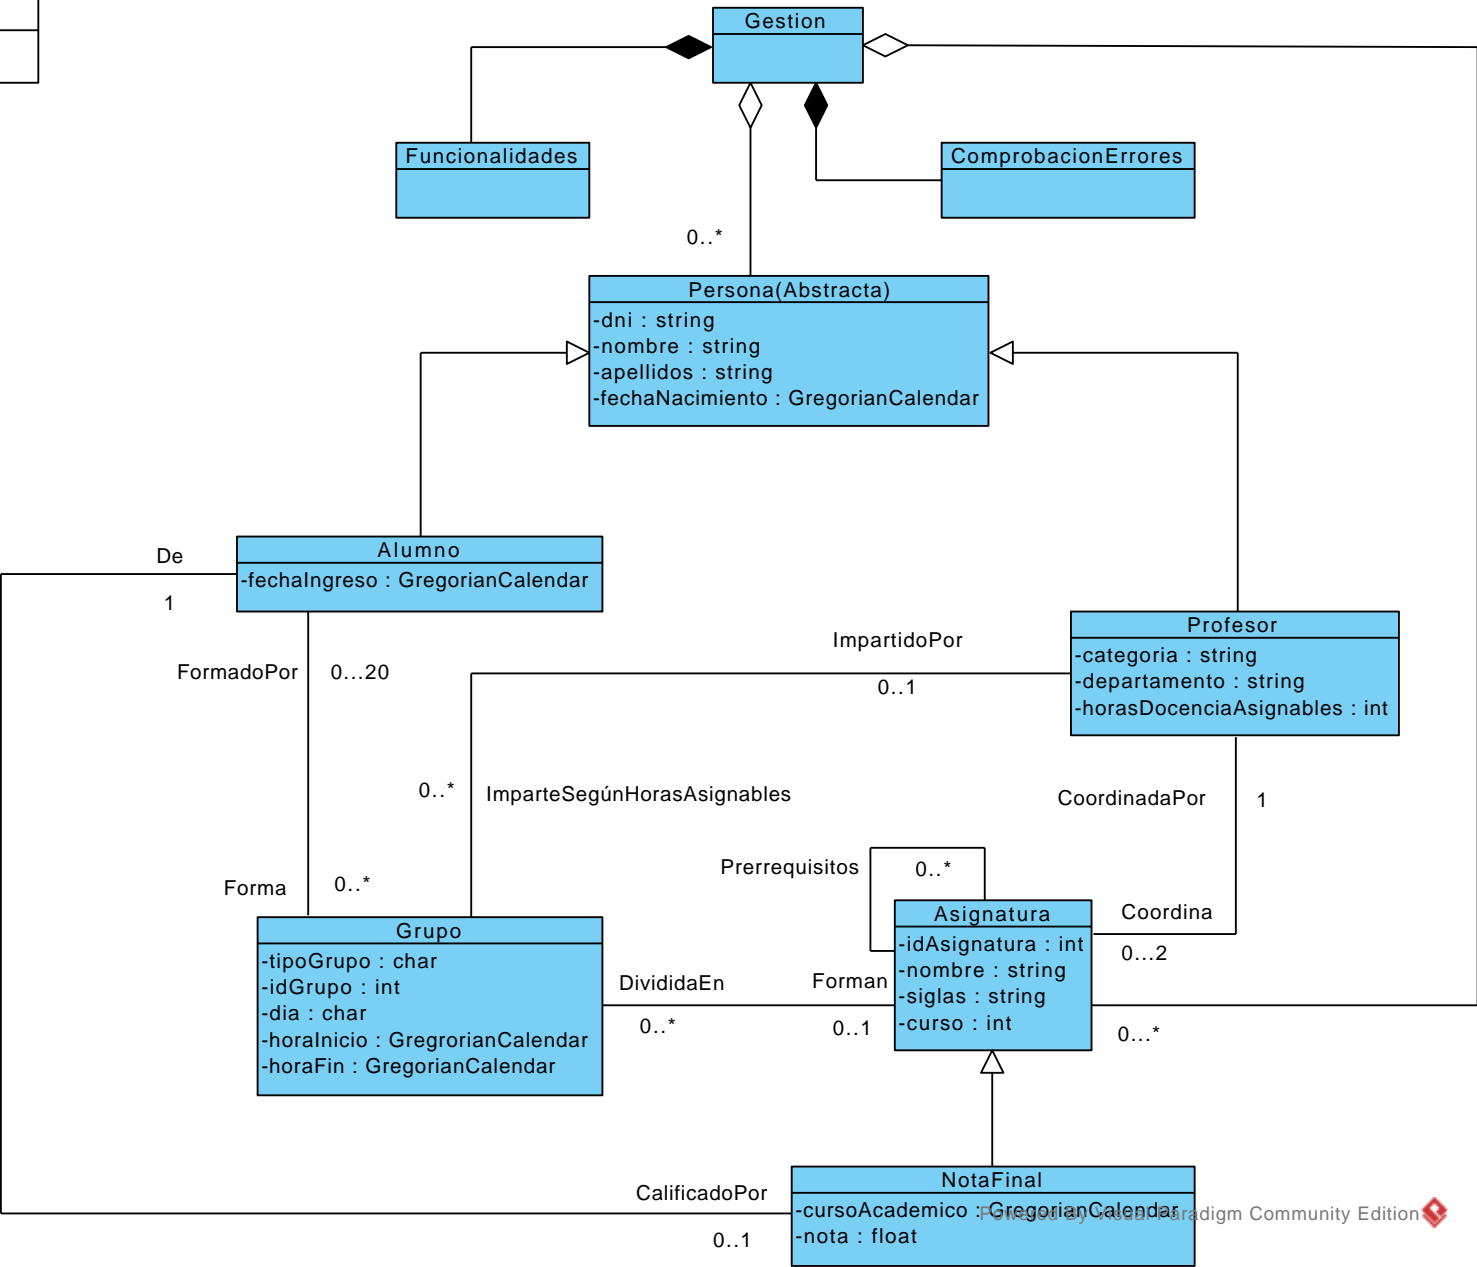 Gestion
Funcionalidades
ComprobacionErrores
0..*
Persona(Abstracta)
-dni : string
-nombre : string
-apellidos : string
-fechaNacimiento : GregorianCalendar
De
1
Alumno
-fechaIngreso : GregorianCalendar
FormadoPor
0...20
ImpartidoPor
0..1
Profesor
-categoria : string
-departamento : string
-horasDocenciaAsignables : int
0..*
ImparteSegúnHorasAsignables
CoordinadaPor
1
Prerrequisitos
0..*
Forma
0..*
Coordina
0...2
Grupo
-tipoGrupo : char
-idGrupo : int
-dia : char
-horaInicio : GregrorianCalendar
-horaFin : GregorianCalendar
DivididaEn
0..*
Forman
0..1
Asignatura
-idAsignatura : int
-nombre : string
-siglas : string
-curso : int
0...*
CalificadoPor
0..1
NotaFinal
-cursoAcademico : GregorianCalendar
-nota : float
Powered By Visual Paradigm Community Edition